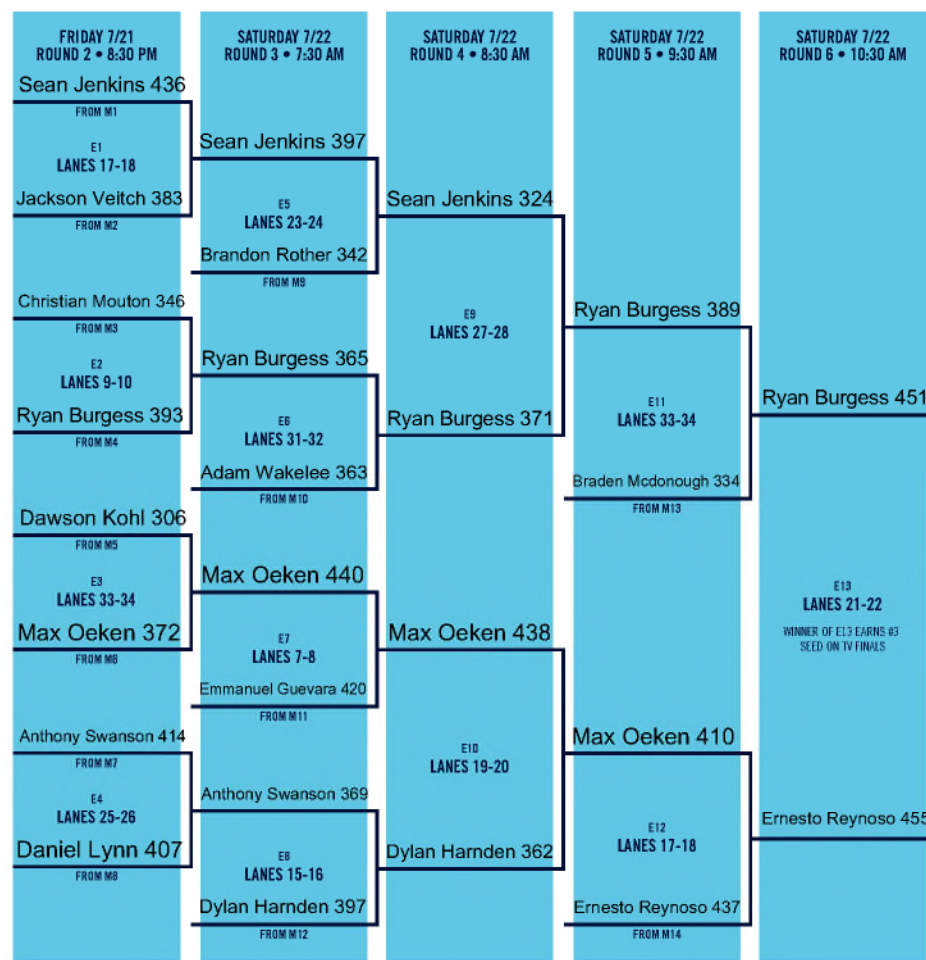 FRIDAY 7/21
ROUND 2 • 8:30 PM
Sean Jenkins 436
FROM M1
E1
LANES 17-18
Jackson Veitch 383
FROM M2
Christian Mouton 346
FROM M3
E2
LANES 9-10
Ryan Burgess 393
FROM M4
Dawson Kohl 306
FROM M5
E3
LANES 33-34
Max Oeken 372
FROM M6
Anthony Swanson 414
FROM M7
E4
LANES 25-26
Daniel Lynn 407
FROM M8
SATURDAY 7/22
ROUND 3 • 7:30 AM
Sean Jenkins 397
E5
LANES 23-24
Brandon Rother 342
FROM M9
Ryan Burgess 365
E6
LANES 31-32
Adam Wakelee 363
FROM M10
Max Oeken 440
E7
LANES 7-8
Emmanuel Guevara 420
FROM M11
Anthony Swanson 369
E8
LANES 15-16
Dylan Harnden 397
FROM M12
SATURDAY 7/22
ROUND 4 • 8:30 AM
Sean Jenkins 324
E9
LANES 27-28
Ryan Burgess 371
Max Oeken 438
E10
LANES 19-20
Dylan Harnden 362
SATURDAY 7/22
ROUND 5 • 9:30 AM
Ryan Burgess 389
E11
LANES 33-34
Braden Mcdonough 334
FROM M13
Max Oeken 410
E12
LANES 17-18
Ernesto Reynoso 437
FROM M14
SATURDAY 7/22
ROUND 6 • 10:30 AM
Ryan Burgess 451
E13
LANES 21-22
WINNER OF E13 EARNS #3
SEED ON TV FINALS
Ernesto Reynoso 455